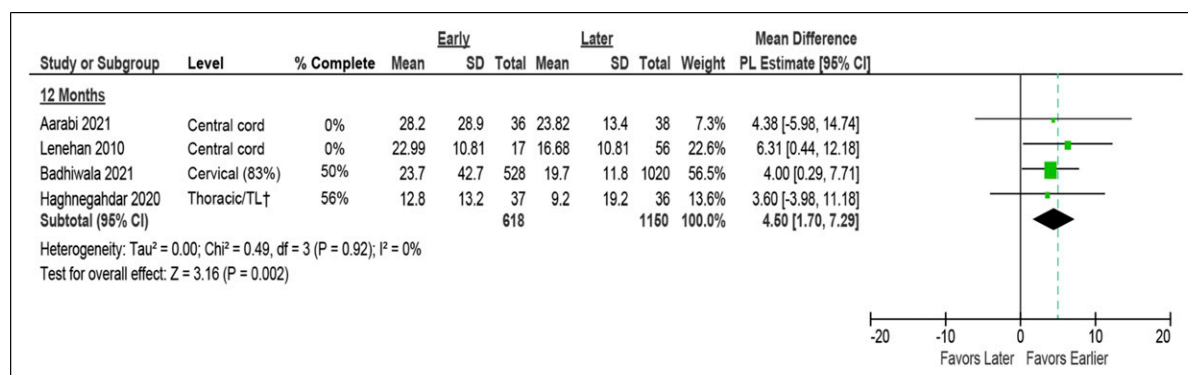 Early Later Mean Difference
Study or Subgroup Level % Complete Mean SD Total Mean SD Total Weight PL Estimate [95% CI]
12 Months
Aarabi 2021 Central cord 0% 28.2 28.9 36 23.82 13.4 38 7.3% 4.38 [-5.98, 14.74]
Lenehan 2010 Central cord 0% 22.99 10.81 17 16.68 10.81 56 22.6% 6.31 [0.44, 12.18]
Badhiwala 2021 Cervical (83%) 50% 23.7 42.7 528 19.7 11.8 1020 56.5% 4.00 [0.29, 7.71]
Haghnegahdar 2020 Thoracic/TL† 56% 12.8 13.2 37 9.2 19.2 36 13.6% 3.60 [-3.98, 11.18]
Subtotal (95% CI) 618 1150 100.0% 4.50 [1.70, 7.29]
Heterogeneity: Tau² = 0.00; Chi² = 0.49, df = 3 (P = 0.92); I² = 0%
Test for overall effect: Z = 3.16 (P = 0.002)
-20 -10 0 10 20
Favors Later Favors Earlier